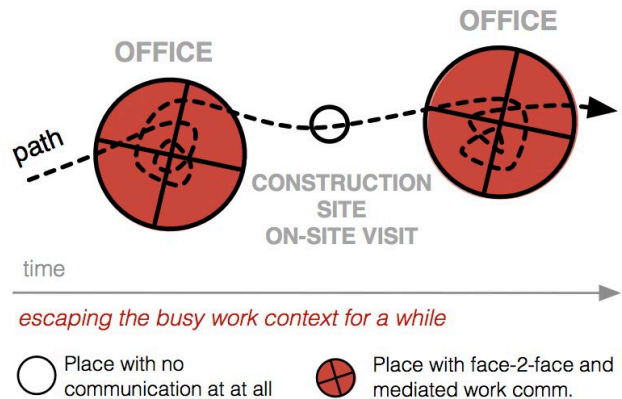 OFFICE
OFFICE
path
CONSTRUCTION
SITE
ON-SITE VISIT
time
escaping the busy work context for a while
Place with no
communication at at all
Place with face-2-face and
mediated work comm.